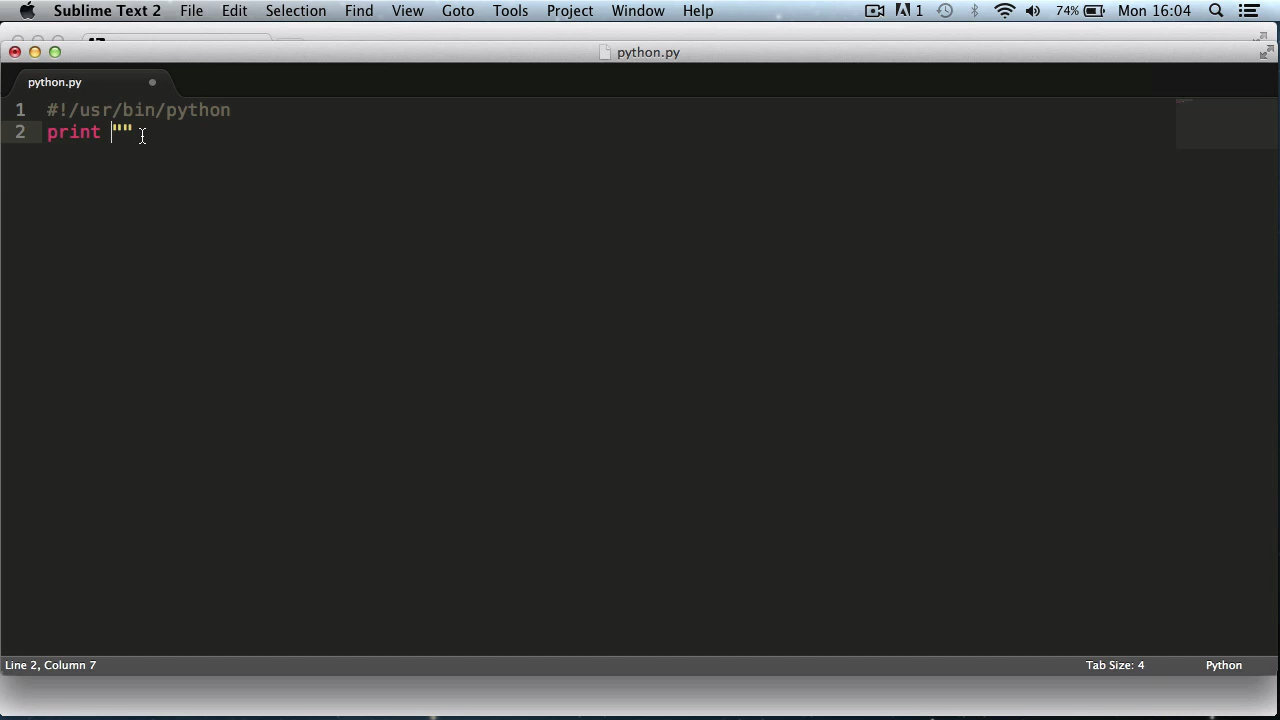 Sublime Text 2 File Edit Selection Find View Goto Tools Project Window Help 1 74% Mon 16:04
python.py
python.py
1 #!/usr/bin/python
2 print ""
Line 2, Column 7 Tab Size: 4 Python